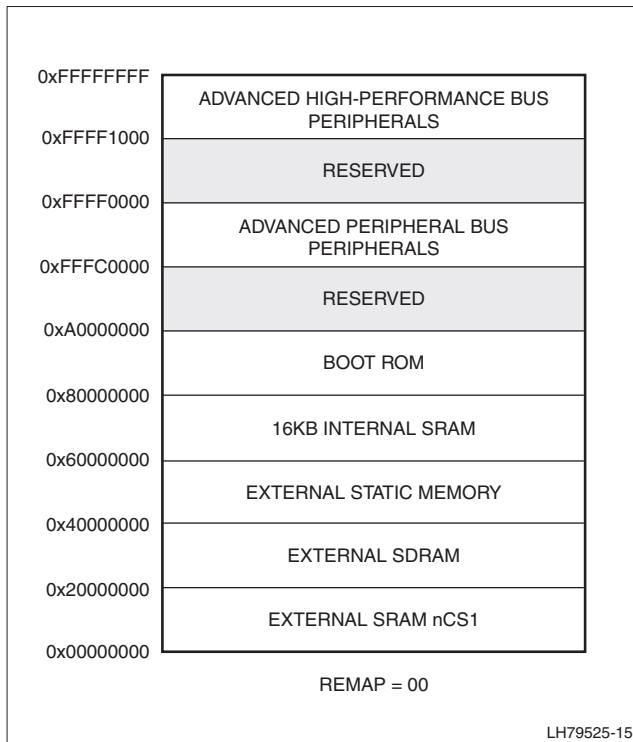 0xFFFFFFFF
ADVANCED HIGH-PERFORMANCE BUS
PERIPHERALS
0xFFFF1000
RESERVED
0xFFFF0000
ADVANCED PERIPHERAL BUS
PERIPHERALS
0xFFFC0000
RESERVED
0xA0000000
BOOT ROM
0x80000000
16KB INTERNAL SRAM
0x60000000
EXTERNAL STATIC MEMORY
0x40000000
EXTERNAL SDRAM
0x20000000
EXTERNAL SRAM nCS1
0x00000000
REMAP = 00
LH79525-15